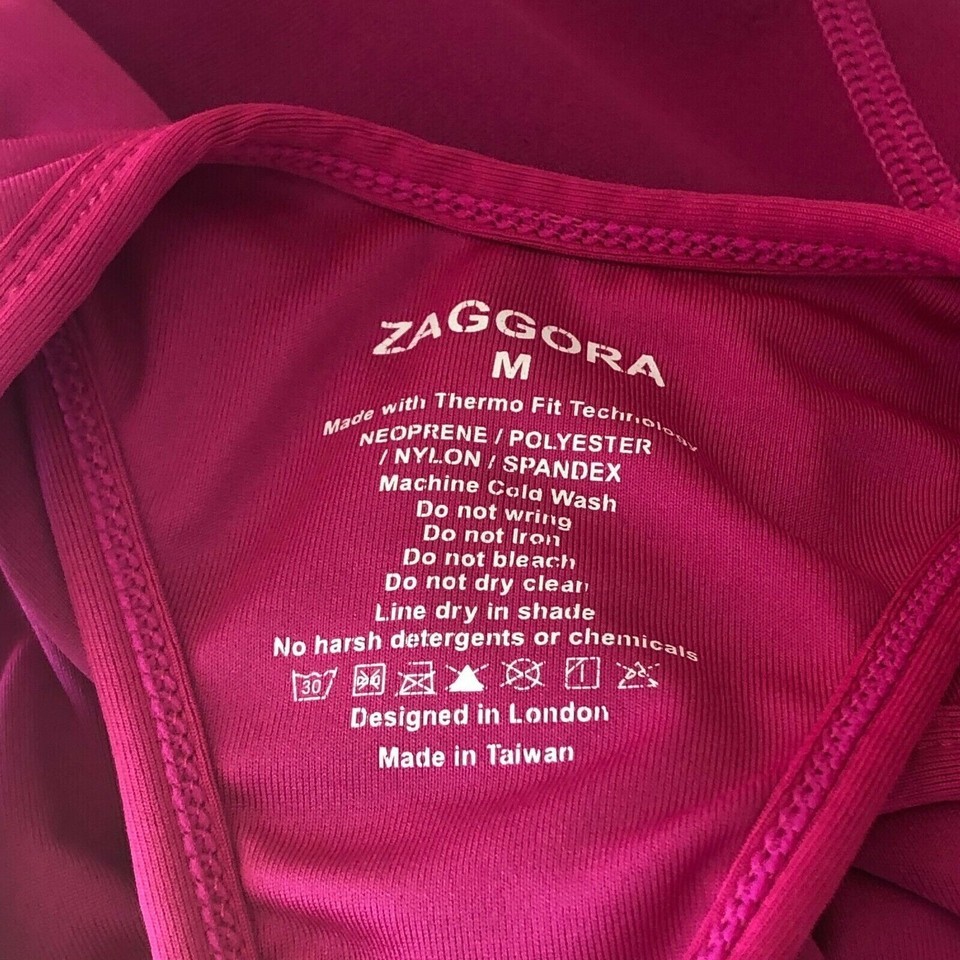 ZAGGORA
M
Made with Thermo Fit Technology
NEOPRENE / POLYESTER
/ NYLON / SPANDEX
Machine Cold Wash
Do not wring
Do not Iron
Do not bleach
Do not dry clean
Line dry in shade
No harsh detergents or chemicals
30
Designed in London
Made in Taiwan